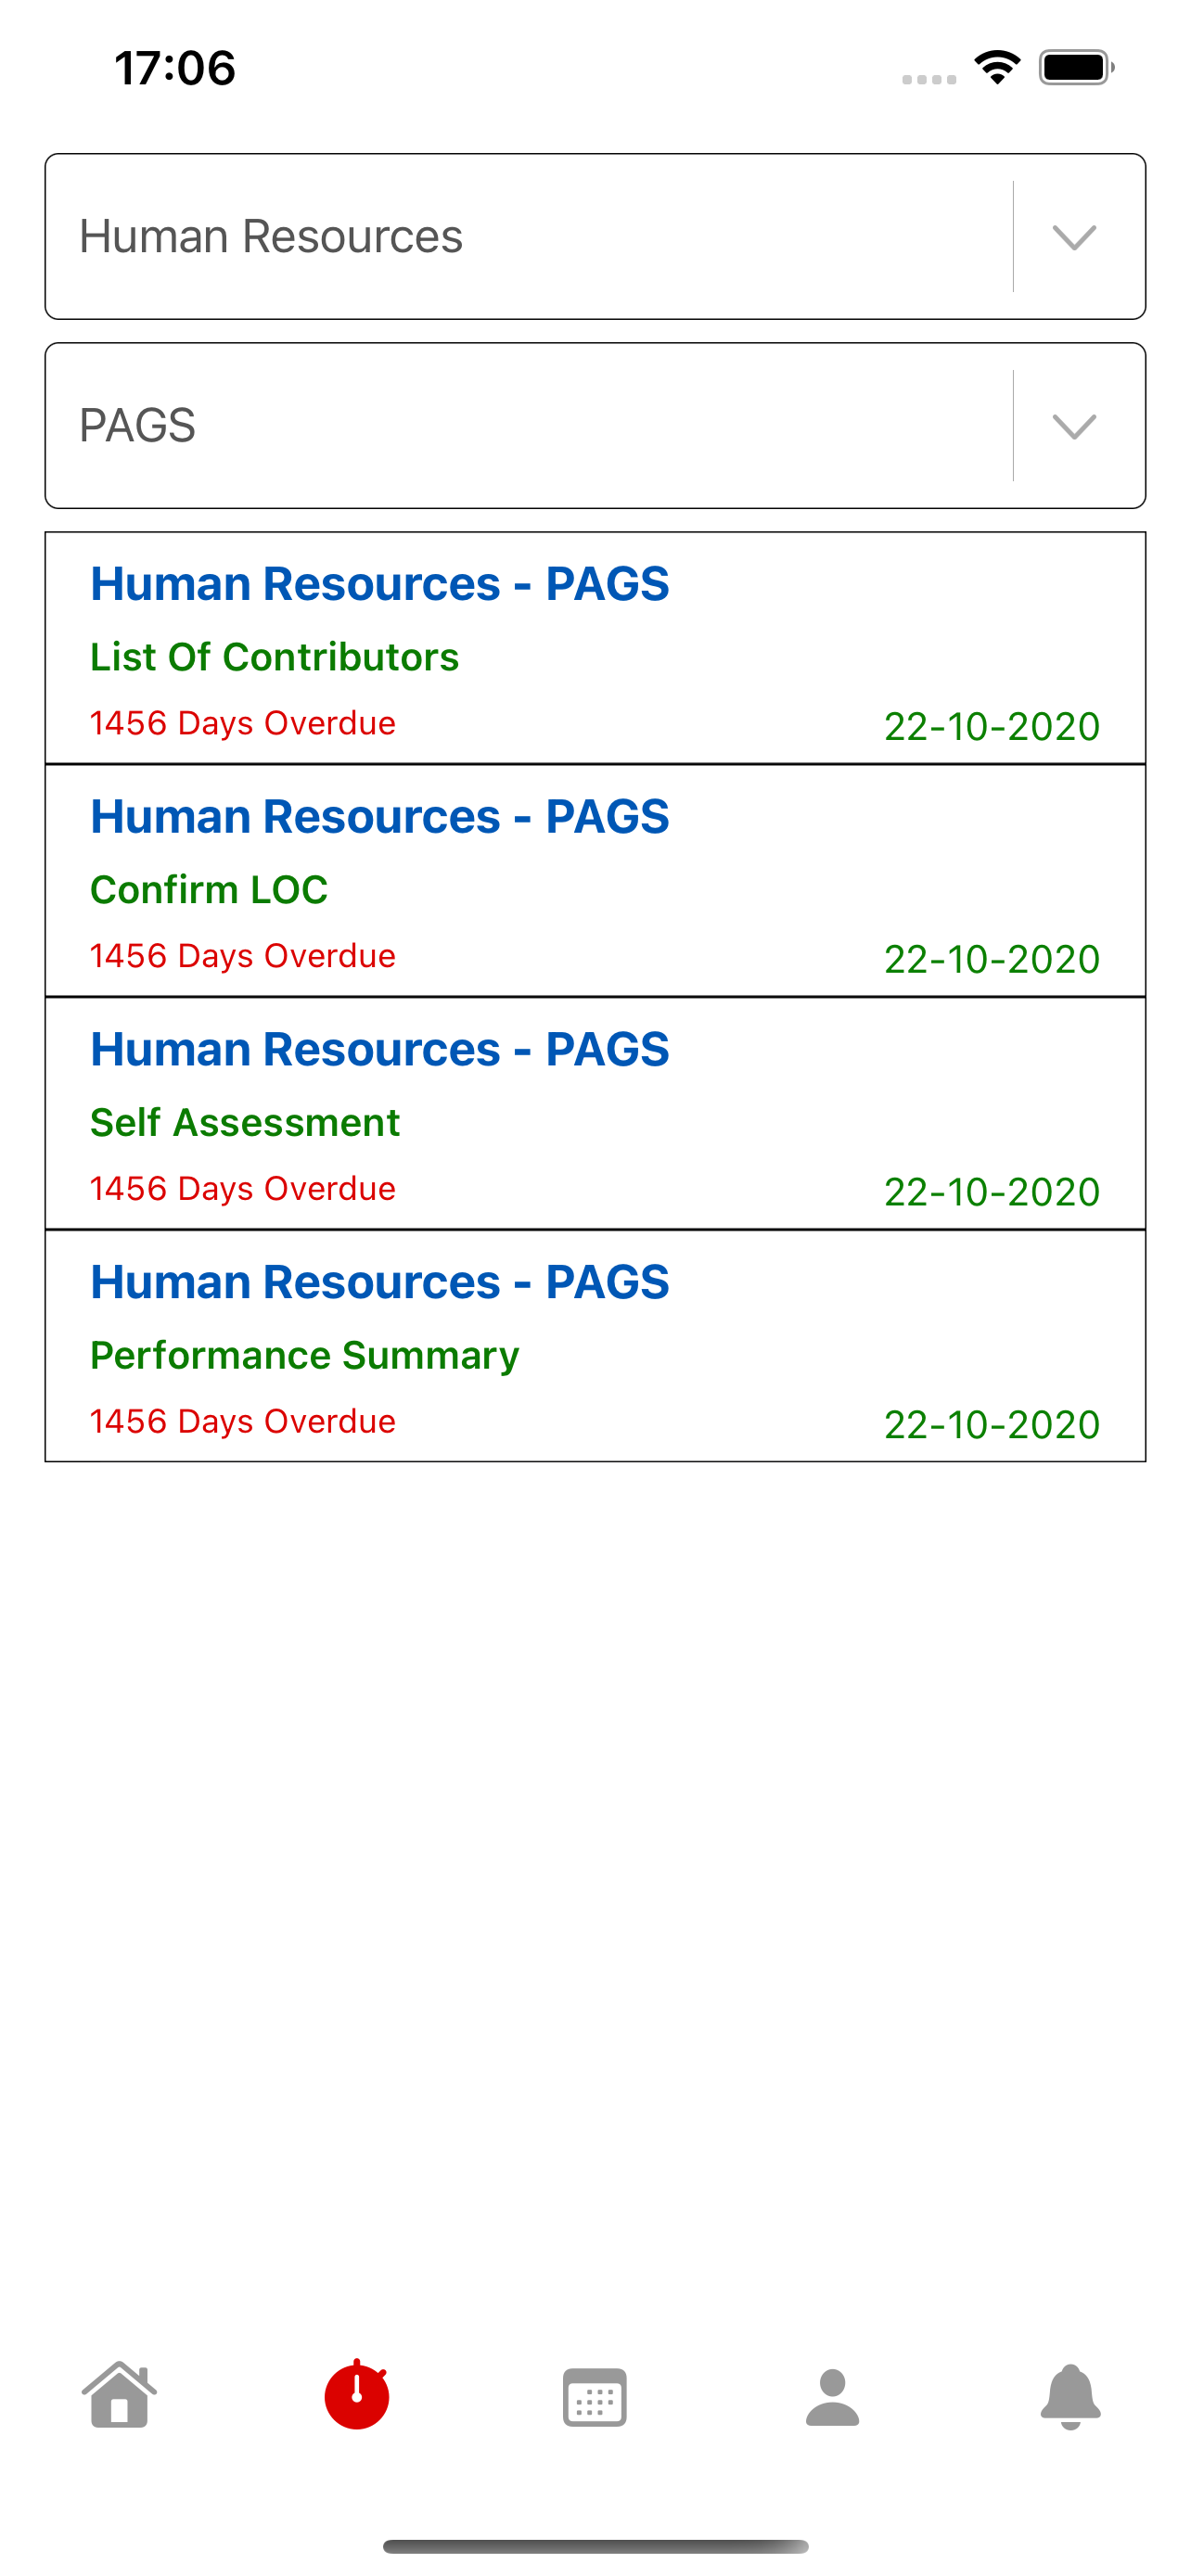 17:06
Human Resources
PAGS
Human Resources - PAGS
List Of Contributors
1456 Days Overdue 22-10-2020
Human Resources - PAGS
Confirm LOC
1456 Days Overdue 22-10-2020
Human Resources - PAGS
Self Assessment
1456 Days Overdue 22-10-2020
Human Resources - PAGS
Performance Summary
1456 Days Overdue 22-10-2020